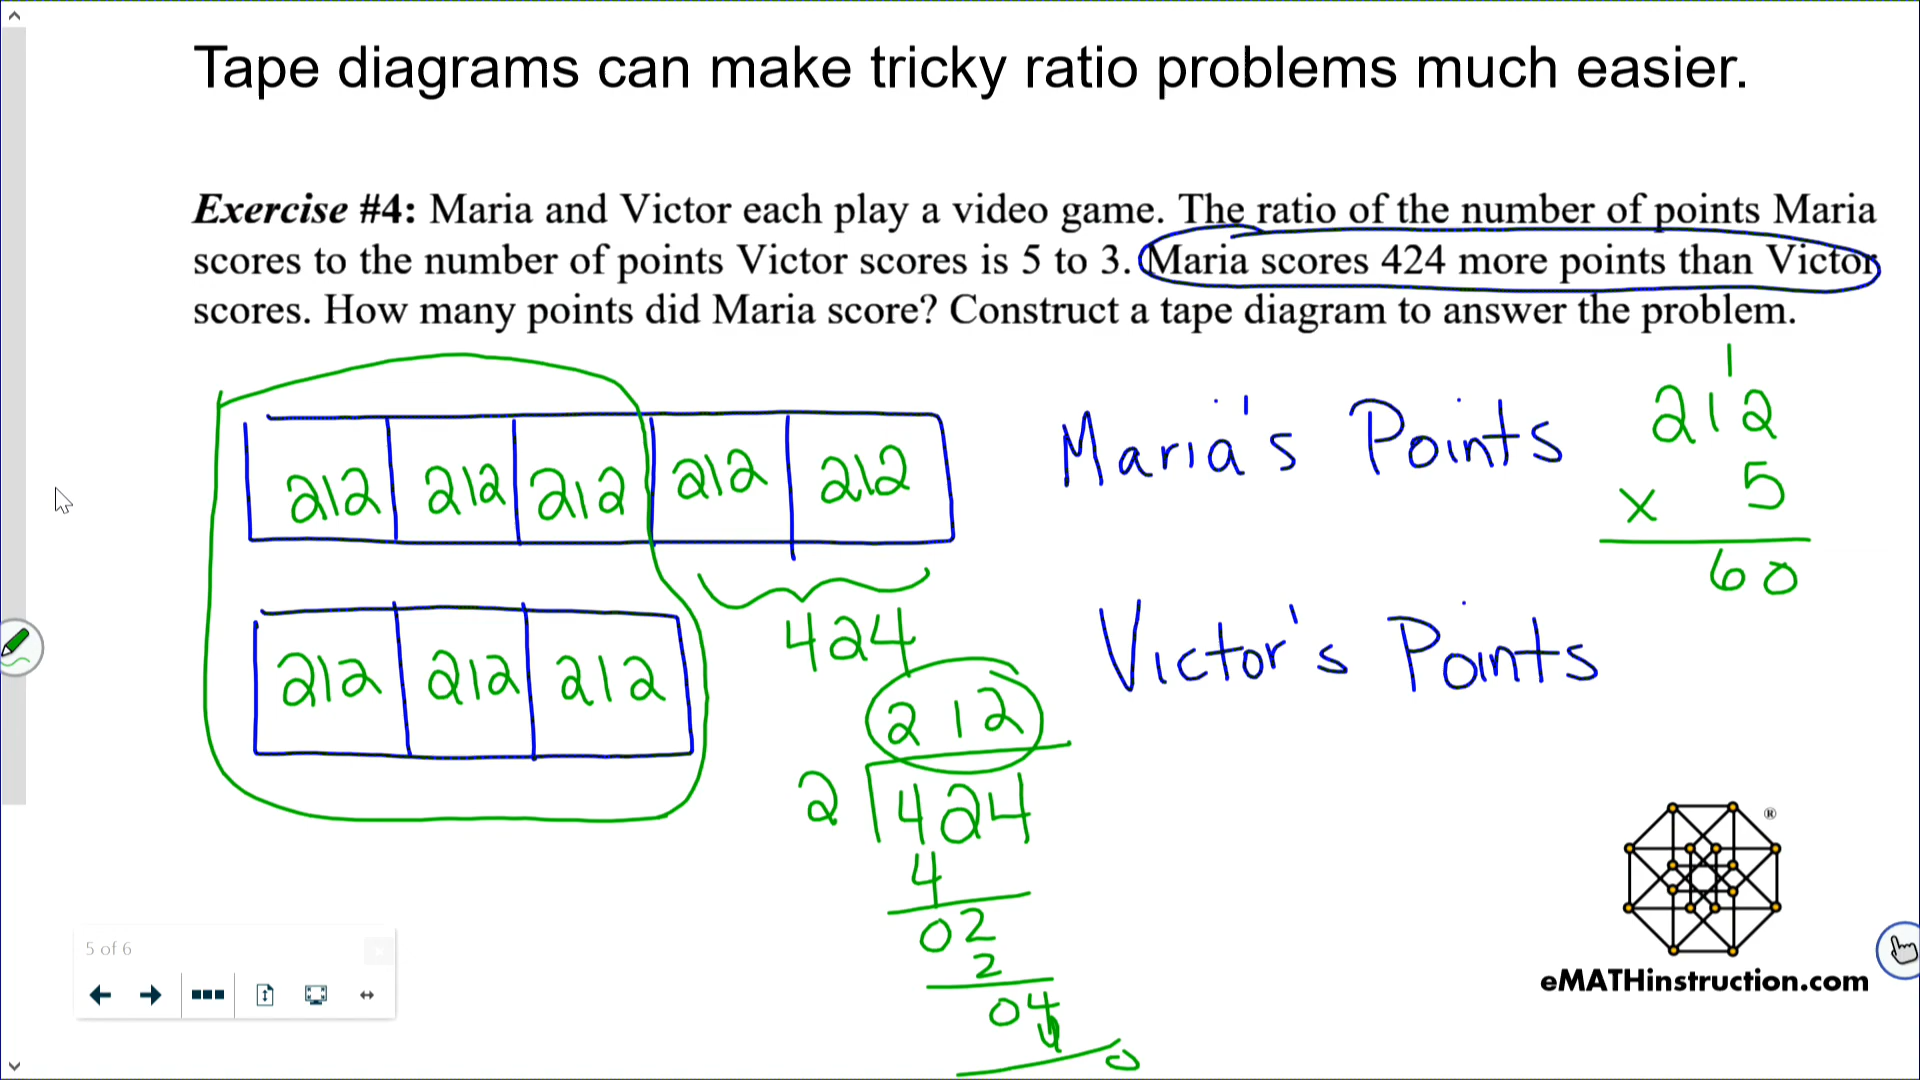 Tape diagrams can make tricky ratio problems much easier.
Exercise #4: Maria and Victor each play a video game. The ratio of the number of points Maria
scores to the number of points Victor scores is 5 to 3. Maria scores 424 more points than Victor
scores. How many points did Maria score? Construct a tape diagram to answer the problem.
212 212 212 212 212
Maria's Points
1
212
x 5
60
424
212 212 212
Victor's Points
212
2 424
4
02
2
04
4
0
®
eMATHinstruction.com
5 of 6